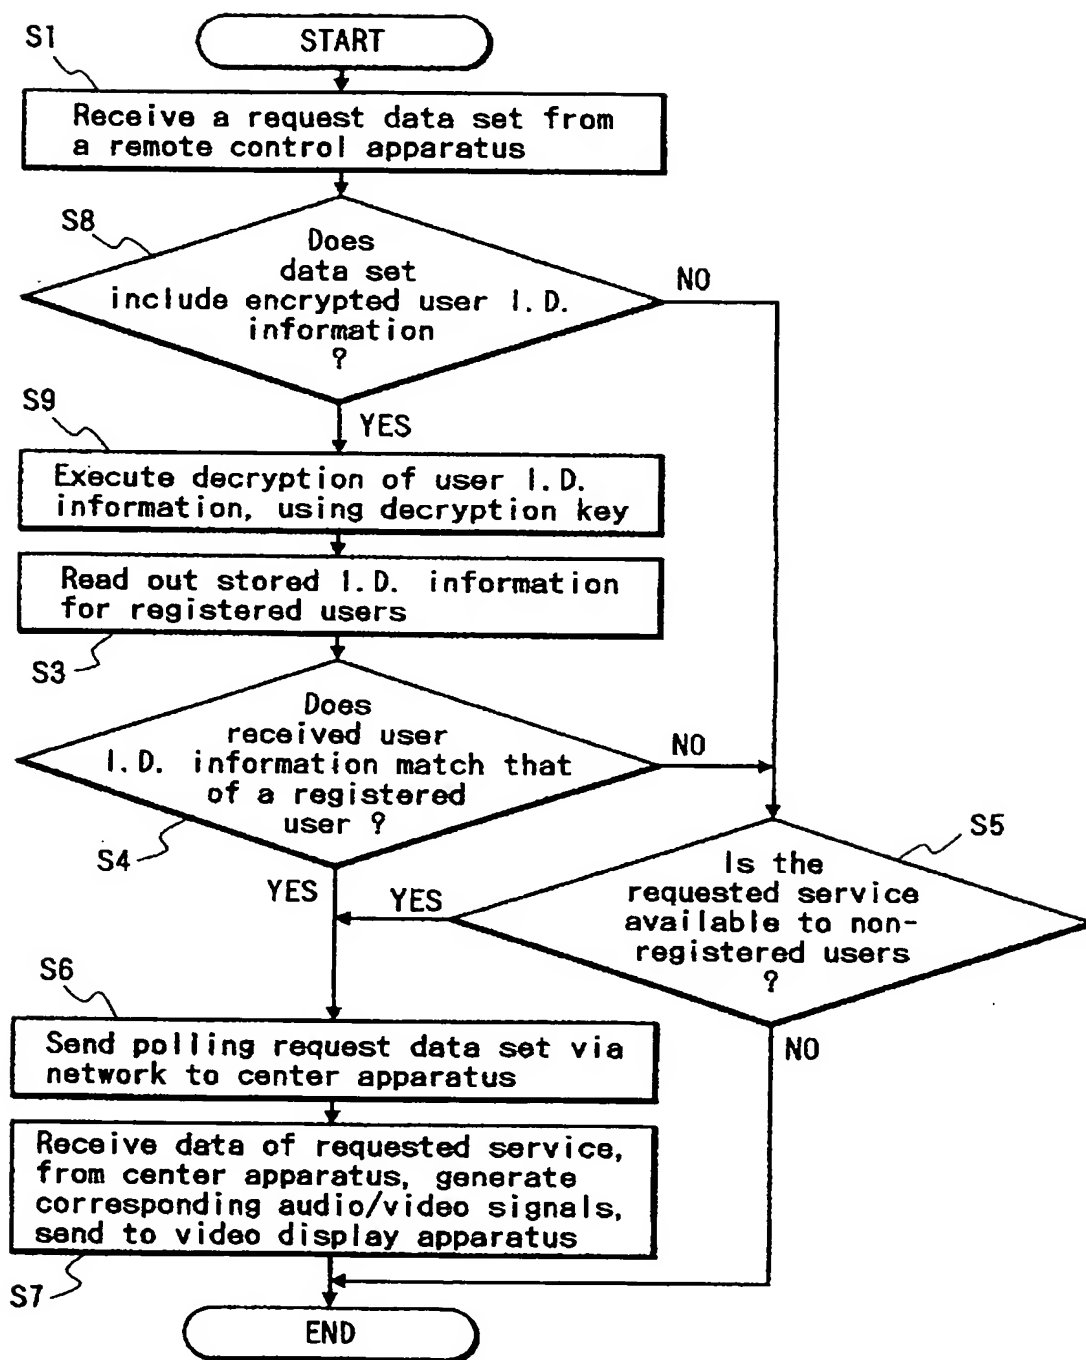 S1
START
Receive a request data set from
a remote control apparatus
S8
Does
data set
include encrypted user I.D.
information
?
NO
S9
YES
Execute decryption of user I.D.
information, using decryption key
Read out stored I.D. information
for registered users
S3
Does
received user
I.D. information match that
of a registered
user ?
NO
S4
YES
S5
Is the
requested service
available to non-
registered users
?
YES
NO
S6
Send polling request data set via
network to center apparatus
Receive data of requested service,
from center apparatus, generate
corresponding audio/video signals,
send to video display apparatus
S7
END